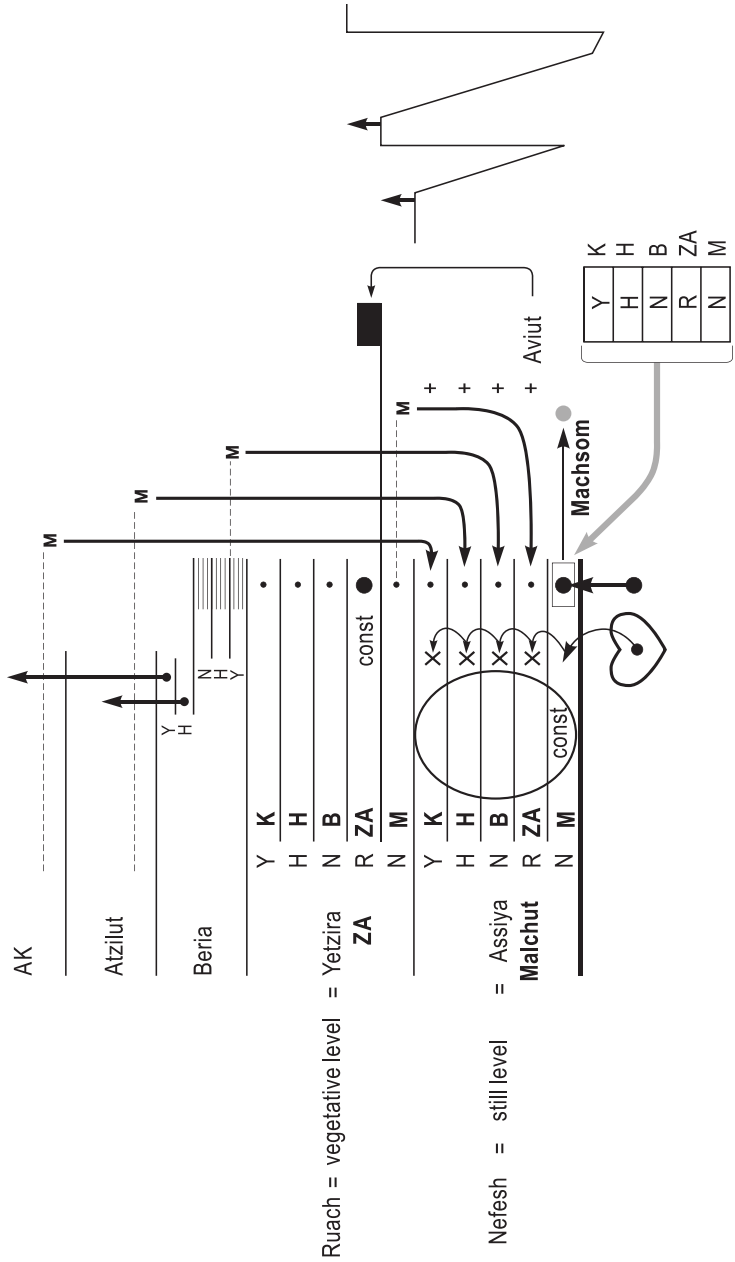 AK
M
Atzilut
M
Y
H
Beria
N
H
Y
M
Y K
H H
Ruach = vegetative level = Yetzira N B
ZA R ZA const
N M M
Y K +
H H +
Nefesh = still level = Assiya N B +
Malchut R ZA + Aviut
N M const
Machsom
Y K
H H
N B
R ZA
N M